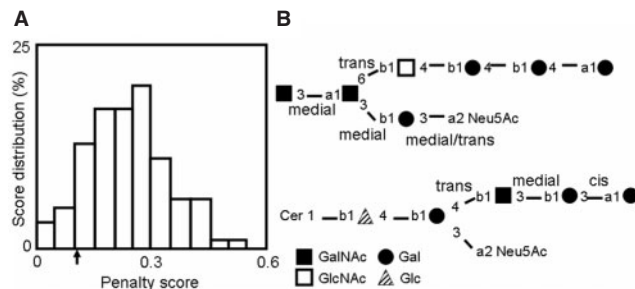 A
25
Score distribution (%)
0
0 0.3 0.6
Penalty score
B
trans
b1 4 b1 4 b1 4 a1
6
3 a1
medial
3
medial
b1 3 a2 Neu5Ac
medial/trans
trans medial cis
b1 3 b1 3 a1
4
Cer 1 b1 4 b1
3
a2 Neu5Ac
GalNAc Gal
GlcNAc Glc